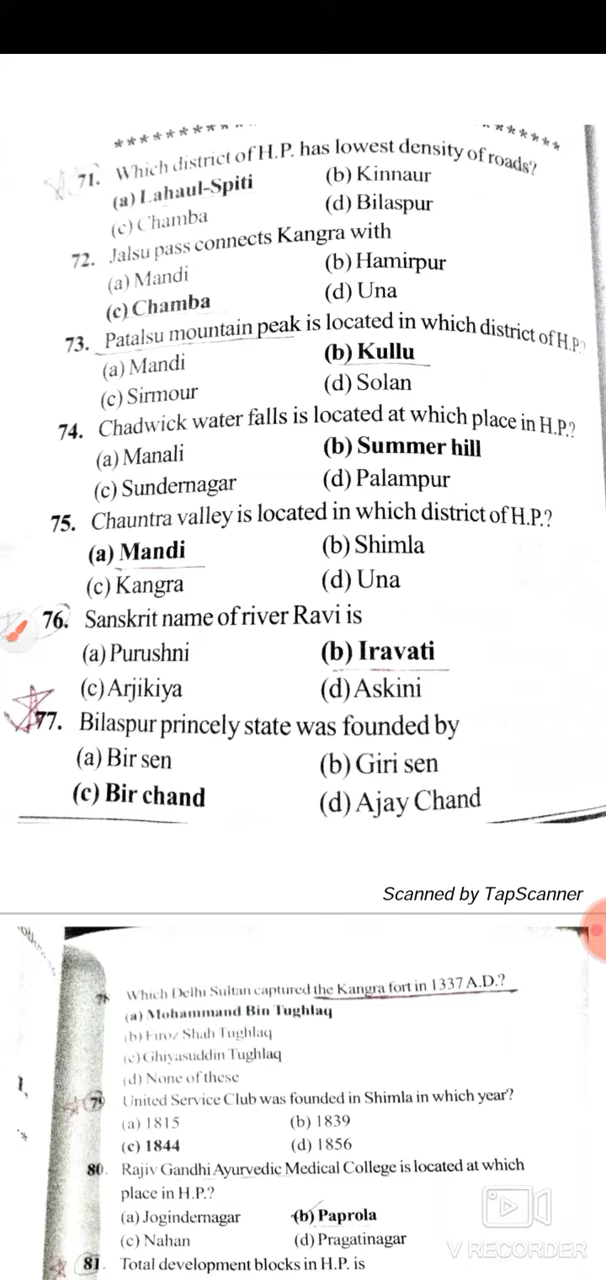 71. Which district of H.P. has lowest density of roads?
(a) Lahaul-Spiti (b) Kinnaur
(c) Chamba (d) Bilaspur
72. Jalsu pass connects Kangra with
(a) Mandi (b) Hamirpur
(c) Chamba (d) Una
73. Patalsu mountain peak is located in which district of H.P?
(a) Mandi (b) Kullu
(c) Sirmour (d) Solan
74. Chadwick water falls is located at which place in H.P.?
(a) Manali (b) Summer hill
(c) Sundernagar (d) Palampur
75. Chauntra valley is located in which district of H.P.?
(a) Mandi (b) Shimla
(c) Kangra (d) Una
76. Sanskrit name of river Ravi is
(a) Purushni (b) Iravati
(c) Arjikiya (d) Askini
77. Bilaspur princely state was founded by
(a) Bir sen (b) Giri sen
(c) Bir chand (d) Ajay Chand
Scanned by TapScanner
78 Which Delhi Sultan captured the Kangra fort in 1337 A.D.?
(a) Mohammand Bin Tughlaq
(b) Firoz Shah Tughlaq
(c) Ghiyasuddin Tughlaq
(d) None of these
79 United Service Club was founded in Shimla in which year?
(a) 1815 (b) 1839
(c) 1844 (d) 1856
80. Rajiv Gandhi Ayurvedic Medical College is located at which
place in H.P.?
(a) Jogindernagar (b) Paprola
(c) Nahan (d) Pragatinagar
V RECORDER
81. Total development blocks in H.P. is